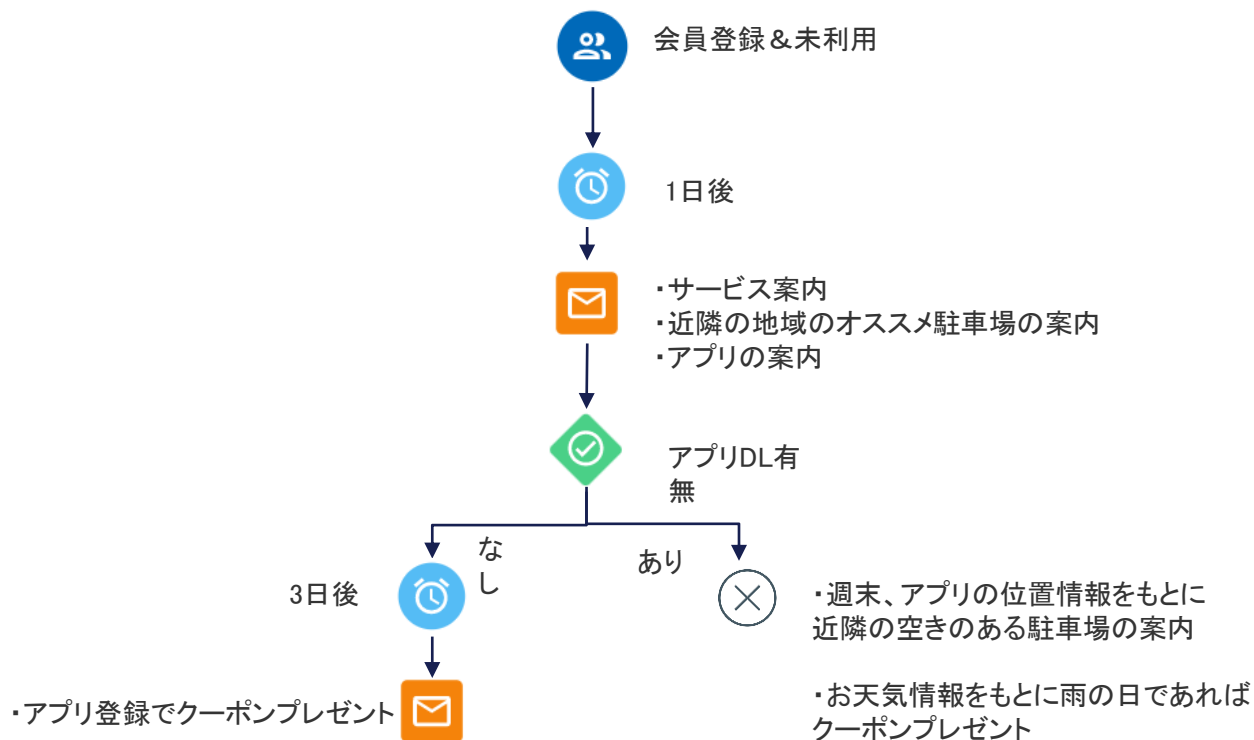 会員登録＆未利用
1日後
・サービス案内
・近隣の地域のオススメ駐車場の案内
・アプリの案内
アプリDL有
無
な
し
あり
3日後
・週末、アプリの位置情報をもとに
近隣の空きのある駐車場の案内
・アプリ登録でクーポンプレゼント
・お天気情報をもとに雨の日であれば
クーポンプレゼント